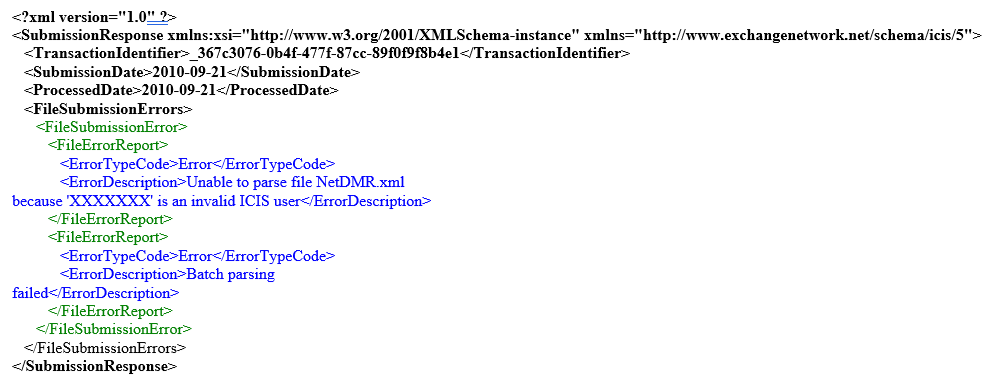 <?xml version="1.0" ?>
<SubmissionResponse xmlns:xsi="http://www.w3.org/2001/XMLSchema-instance" xmlns="http://www.exchangenetwork.net/schema/icis/5">
<TransactionIdentifier>_367c3076-0b4f-477f-87cc-89f0f9f8b4e1</TransactionIdentifier>
<SubmissionDate>2010-09-21</SubmissionDate>
<ProcessedDate>2010-09-21</ProcessedDate>
<FileSubmissionErrors>
<FileSubmissionError>
<FileErrorReport>
<ErrorTypeCode>Error</ErrorTypeCode>
<ErrorDescription>Unable to parse file NetDMR.xml
because 'XXXXXXX' is an invalid ICIS user</ErrorDescription>
</FileErrorReport>
<FileErrorReport>
<ErrorTypeCode>Error</ErrorTypeCode>
<ErrorDescription>Batch parsing
failed</ErrorDescription>
</FileErrorReport>
</FileSubmissionError>
</FileSubmissionErrors>
</SubmissionResponse>